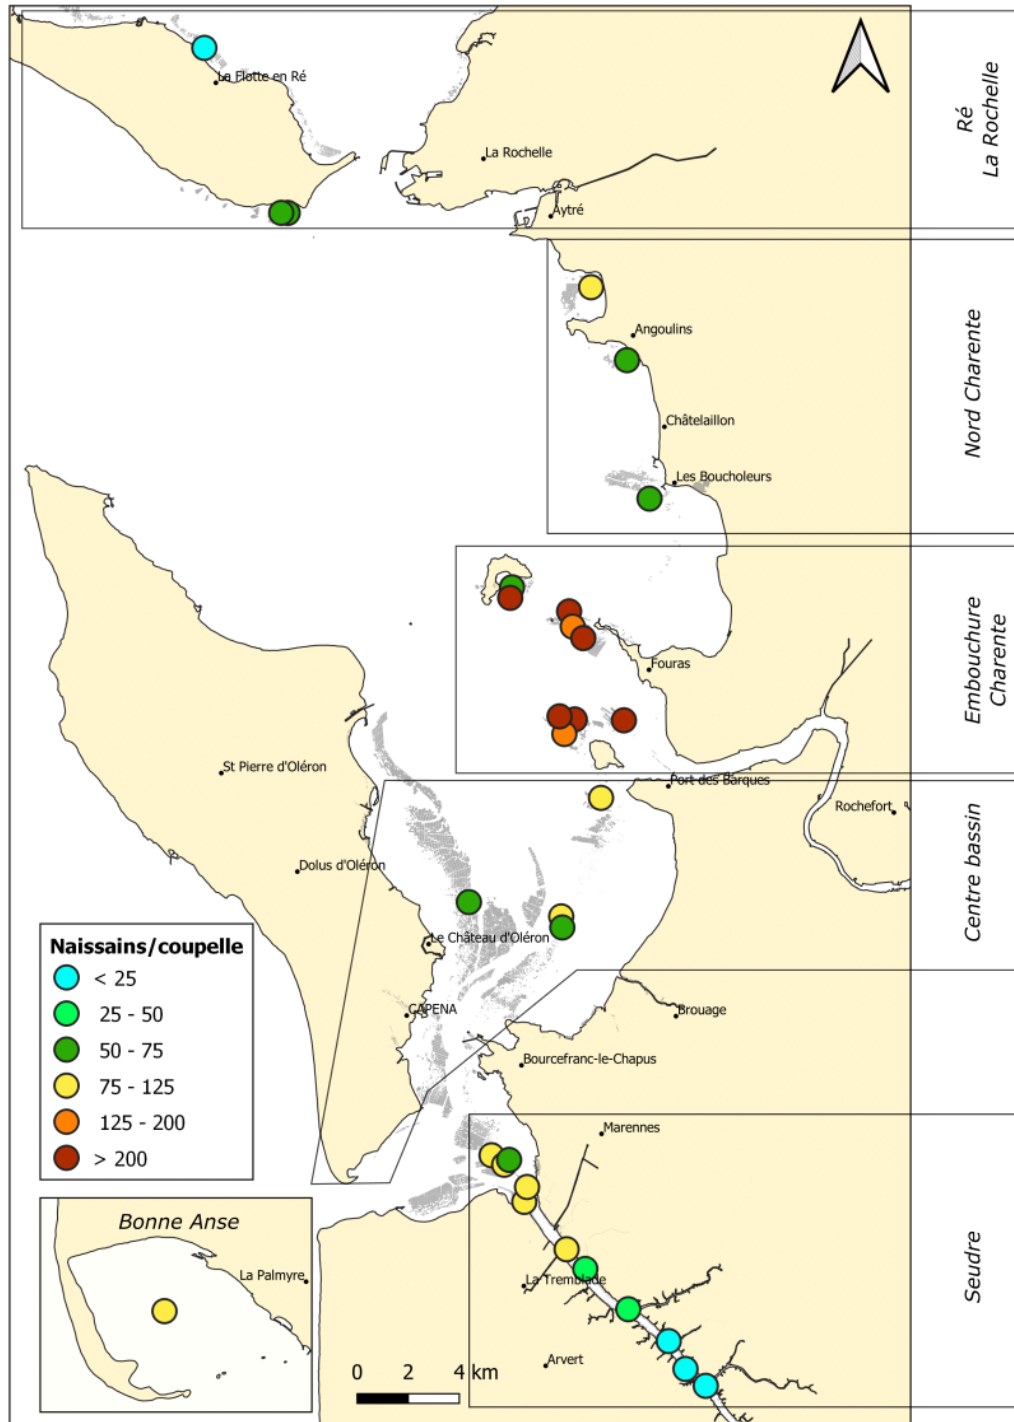 La Flotte en Ré
La Rochelle
Aytré
Ré
La Rochelle
Angoulins
Châtelaillon
Les Boucholeurs
Nord Charente
Fouras
Embouchure
Charente
St Pierre d'Oléron
Port des Barques
Rochefort
Dolus d'Oléron
Le Château d'Oléron
Centre bassin
CAPENA
Brouage
Bourcefranc-le-Chapus
Naissains/coupelle
< 25
25 - 50
50 - 75
75 - 125
125 - 200
> 200
Marennes
Bonne Anse
La Palmyre
La Tremblade
Seudre
Arvert
0 2 4 km